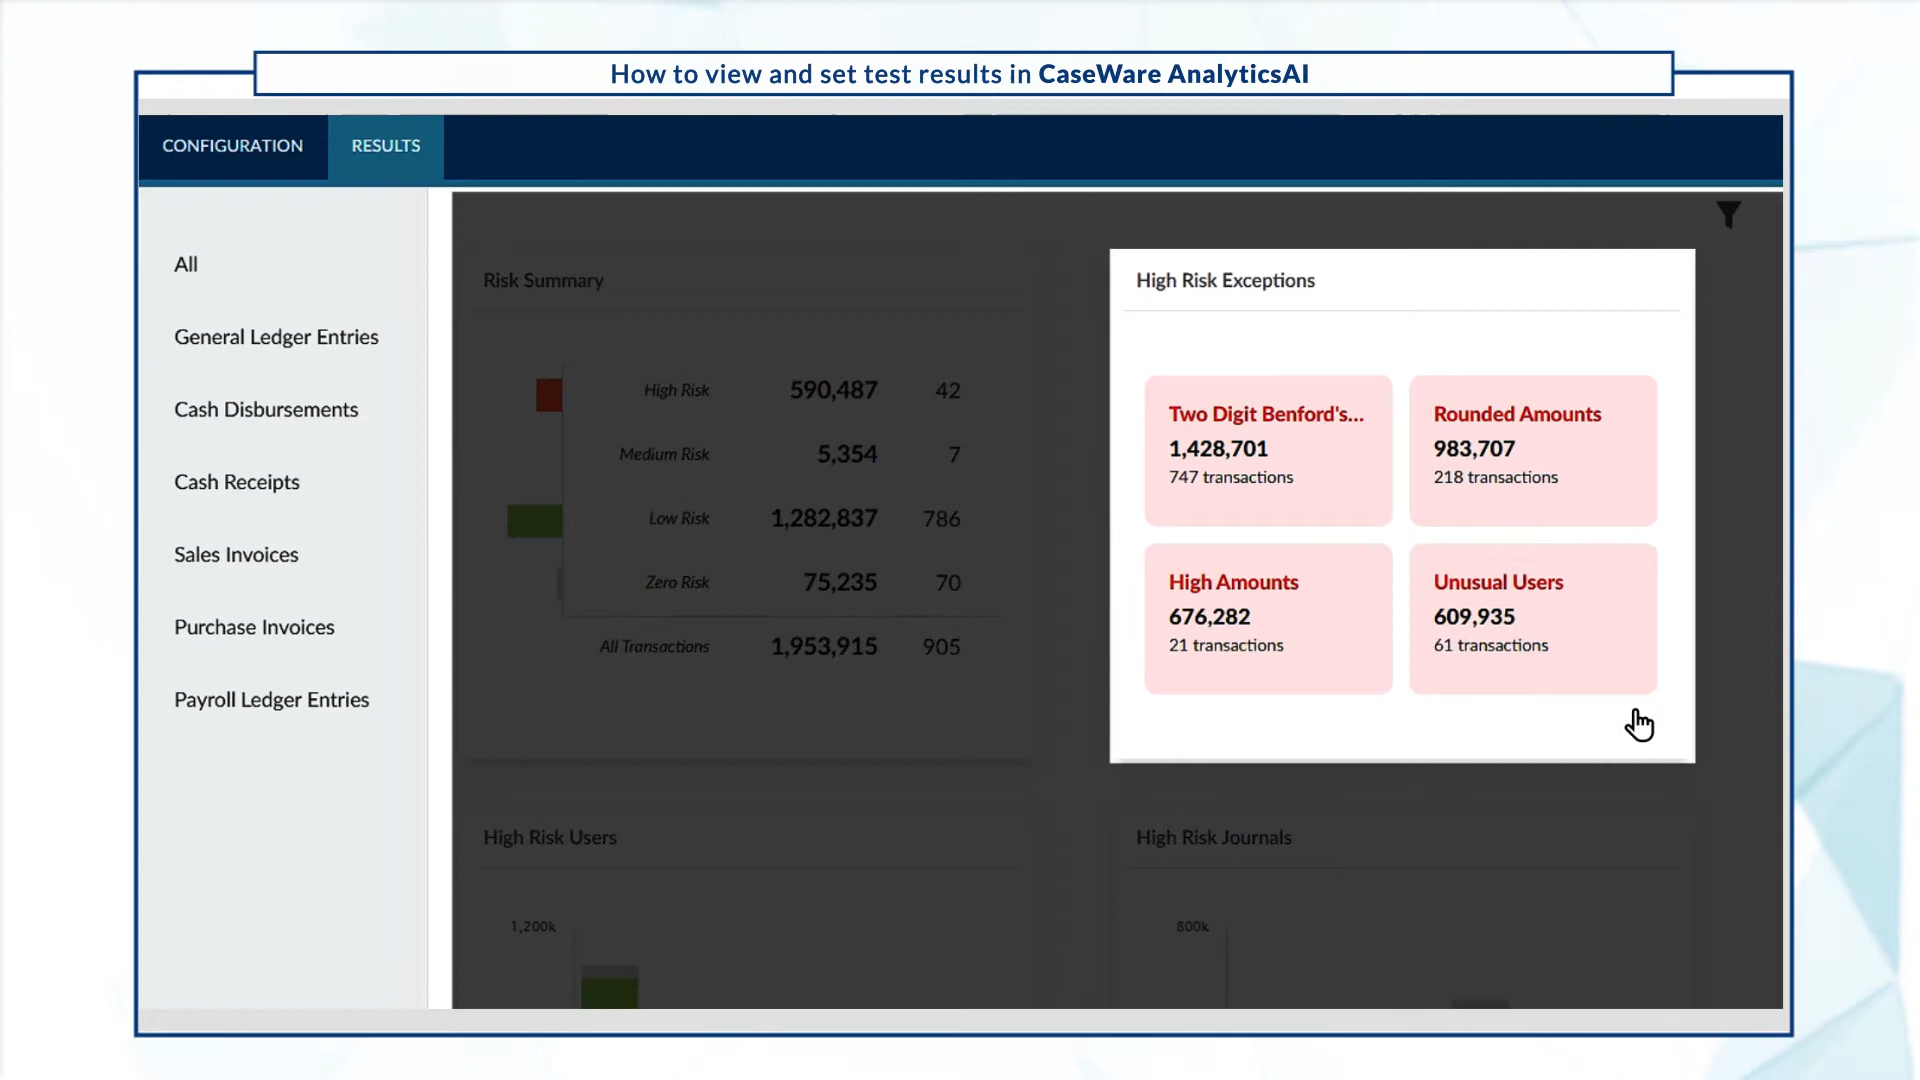 How to view and set test results in CaseWare AnalyticsAI
CONFIGURATION
RESULTS
All
General Ledger Entries
Cash Disbursements
Cash Receipts
Sales Invoices
Purchase Invoices
Payroll Ledger Entries
Risk Summary
High Risk 590,487 42
Medium Risk 5,354 7
Low Risk 1,282,837 786
Zero Risk 75,235 70
All Transactions 1,953,915 905
High Risk Exceptions
Two Digit Benford's...
1,428,701
747 transactions
Rounded Amounts
983,707
218 transactions
High Amounts
676,282
21 transactions
Unusual Users
609,935
61 transactions
High Risk Users
1,200k
High Risk Journals
800k